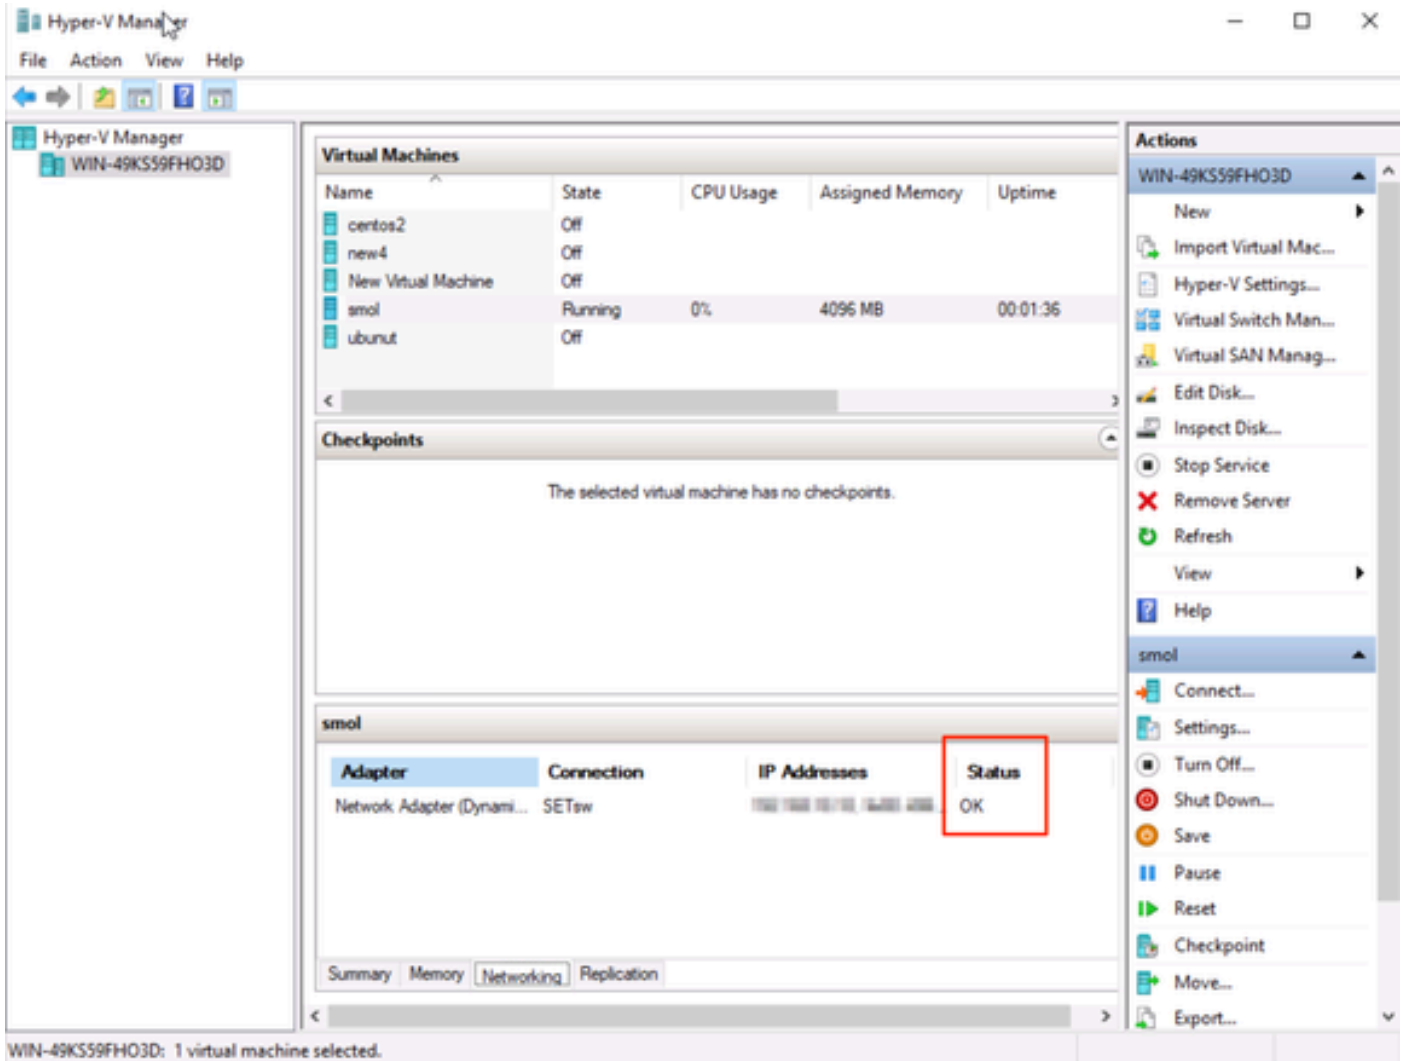 Hyper-V Manager
File Action View Help
Hyper-V Manager
WIN-49KS59FHO3D
Virtual Machines
Name State CPU Usage Assigned Memory Uptime
centos2 Off
new4 Off
New Virtual Machine Off
smol Running 0% 4096 MB 00:01:36
ubunut Off
Checkpoints
The selected virtual machine has no checkpoints.
smol
Adapter Connection IP Addresses Status
Network Adapter (Dynami... SETsw OK
Summary Memory Networking Replication
Actions
WIN-49KS59FHO3D
New
Import Virtual Mac...
Hyper-V Settings...
Virtual Switch Man...
Virtual SAN Manag...
Edit Disk...
Inspect Disk...
Stop Service
Remove Server
Refresh
View
Help
smol
Connect...
Settings...
Turn Off...
Shut Down...
Save
Pause
Reset
Checkpoint
Move...
Export...
WIN-49KS59FHO3D: 1 virtual machine selected.